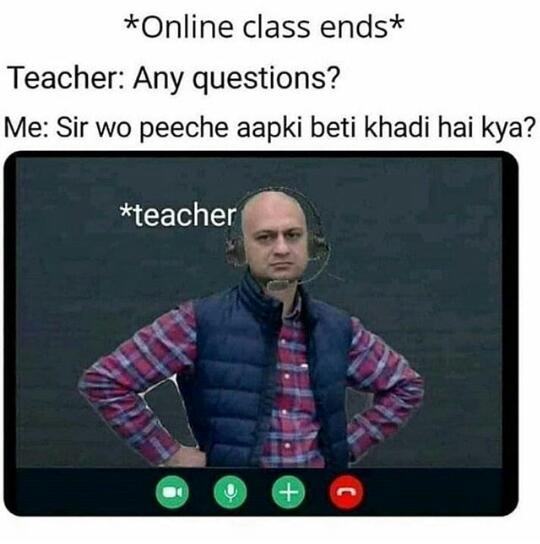 *Online class ends*
Teacher: Any questions?
Me: Sir wo peeche aapki beti khadi hai kya?
*teacher